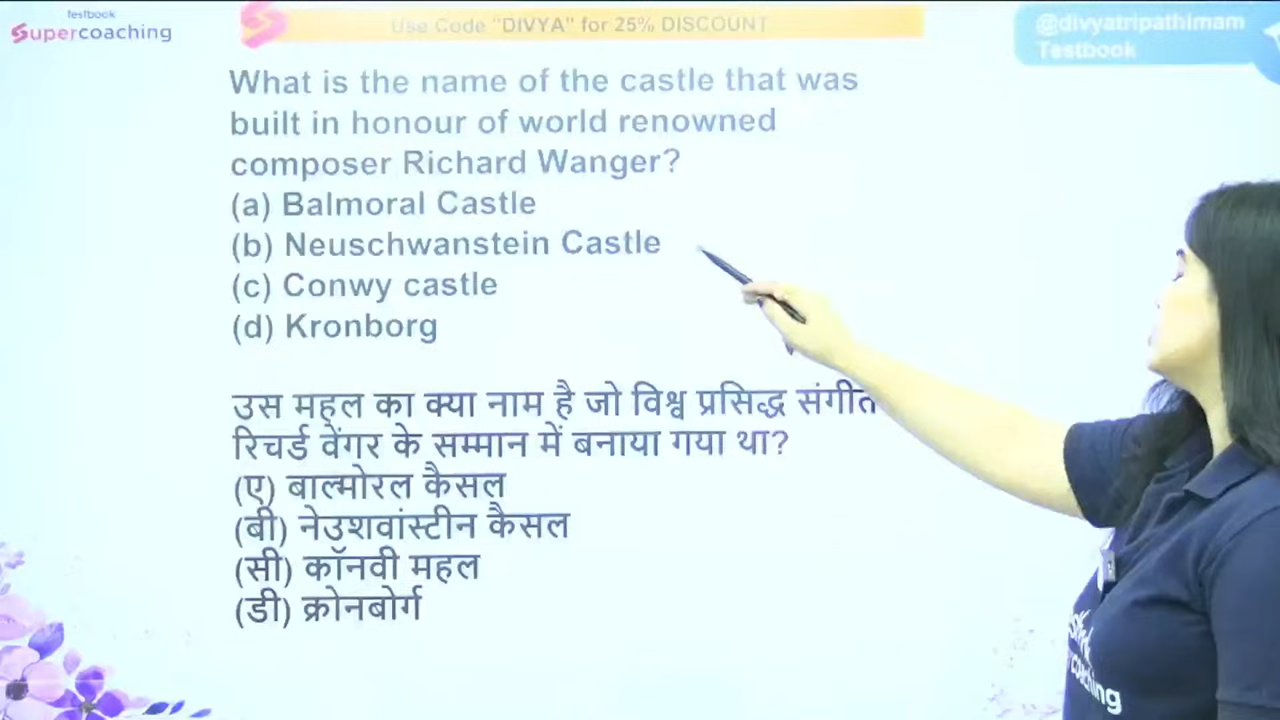 testbook
Supercoaching
Use Code "DIVYA" for 25% DISCOUNT
@divyatripathimam
Testbook
What is the name of the castle that was
built in honour of world renowned
composer Richard Wanger?
(a) Balmoral Castle
(b) Neuschwanstein Castle
(c) Conwy castle
(d) Kronborg
उस महल का क्या नाम है जो विश्व प्रसिद्ध संगीत
रिचर्ड वेंगर के सम्मान में बनाया गया था?
(ए) बाल्मोरल कैसल
(बी) नेउशवांस्टीन कैसल
(सी) कॉनवी महल
(डी) क्रोनबोर्ग